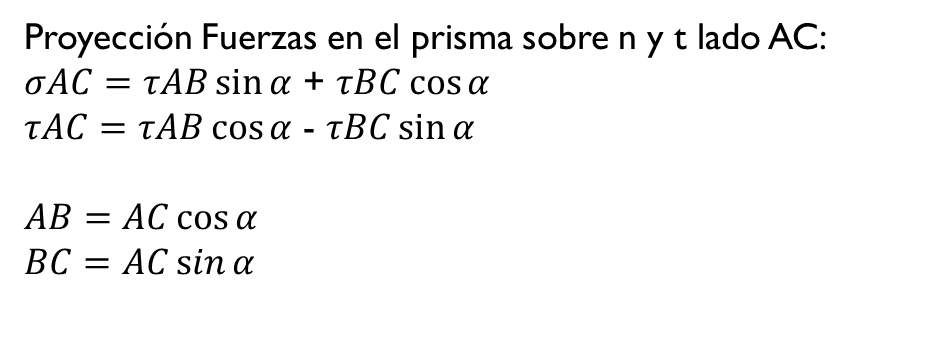 Proyección Fuerzas en el prisma sobre n y t lado AC:
𝜎𝐴𝐶 = 𝜏𝐴𝐵 sin 𝛼 + 𝜏𝐵𝐶 cos 𝛼
𝜏𝐴𝐶 = 𝜏𝐴𝐵 cos 𝛼 - 𝜏𝐵𝐶 sin 𝛼
𝐴𝐵 = 𝐴𝐶 cos 𝛼
𝐵𝐶 = 𝐴𝐶 𝑠𝑖𝑛 𝛼